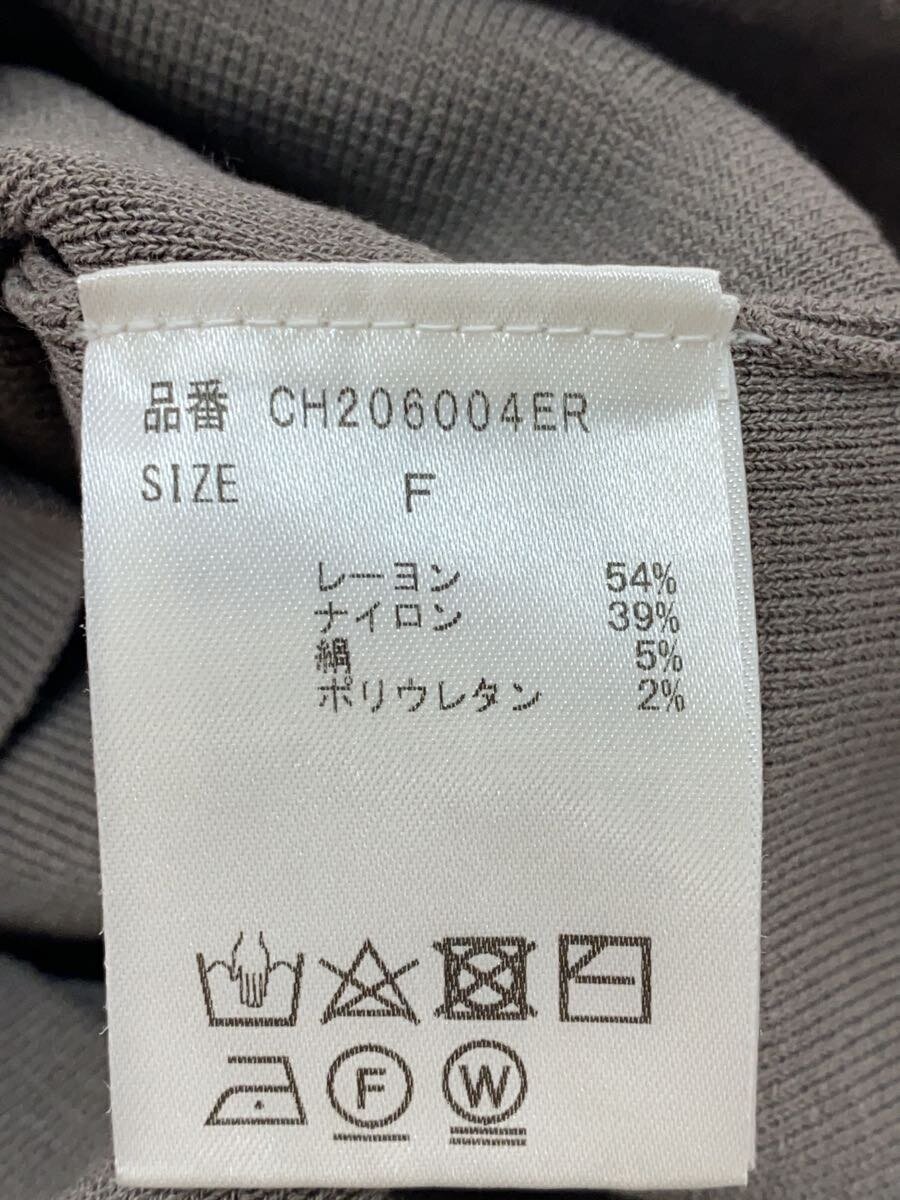 品番 CH206004ER
SIZE F
レーヨン 54%
ナイロン 39%
絹 5%
ポリウレタン 2%
F W